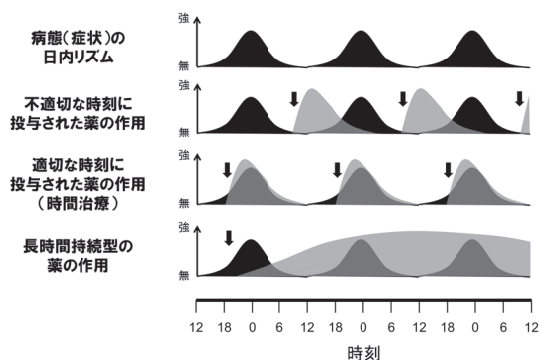 病態(症状)の
日内リズム
強
無
不適切な時刻に
投与された薬の作用
強
無
適切な時刻に
投与された薬の作用
(時間治療)
強
無
長時間持続型の
薬の作用
強
無
12 18 0 6 12 18 0 6 12 18 0 6 12
時刻